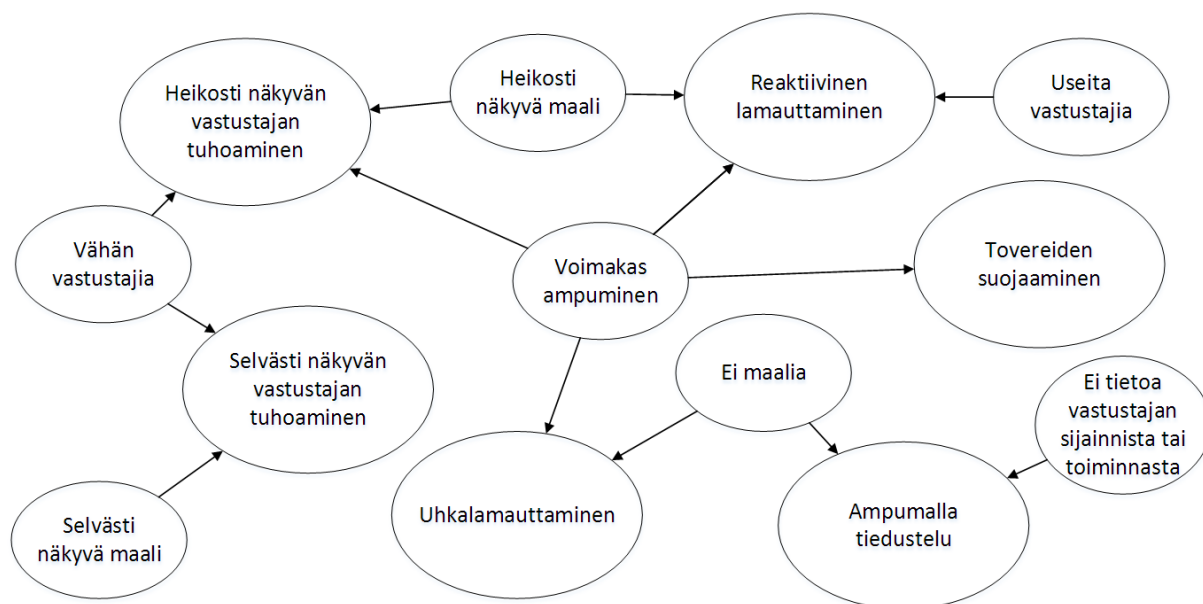 Heikosti näkyvän
vastustajan
tuhoaminen
Heikosti
näkyvä maali
Reaktiivinen
lamauttaminen
Useita
vastustajia
Vähän
vastustajia
Voimakas
ampuminen
Tovereiden
suojaaminen
Selvästi näkyvän
vastustajan
tuhoaminen
Ei maalia
Ei tietoa
vastustajan
sijainnista tai
toiminnasta
Selvästi
näkyvä maali
Uhkalamauttaminen
Ampumalla
tiedustelu